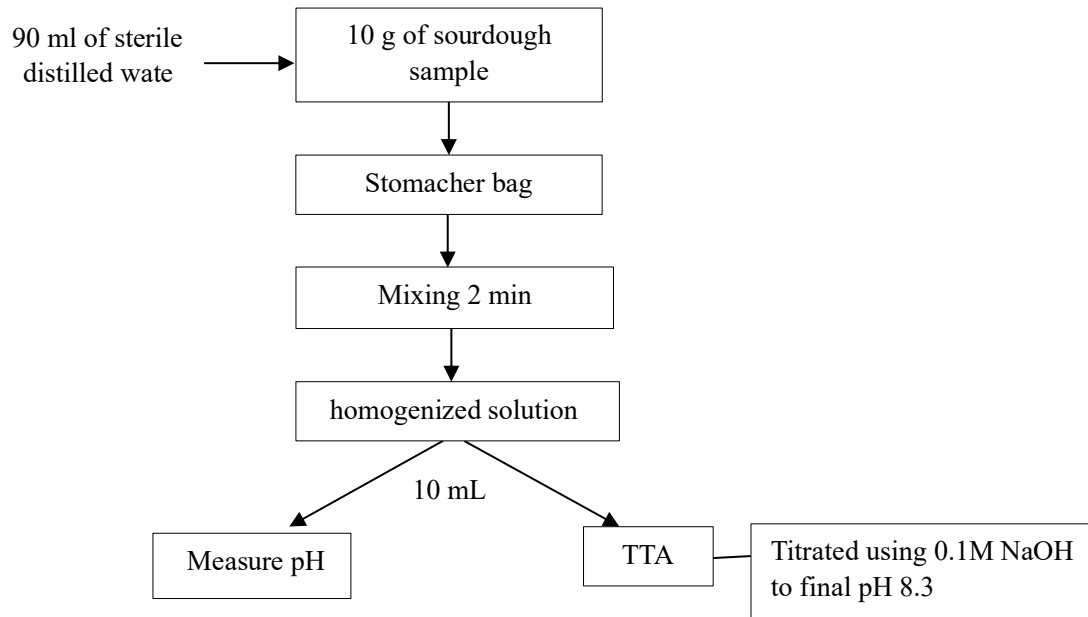 90 ml of sterile
distilled wate
10 g of sourdough
sample
Stomacher bag
Mixing 2 min
homogenized solution
10 mL
Measure pH
TTA
Titrated using 0.1M NaOH
to final pH 8.3